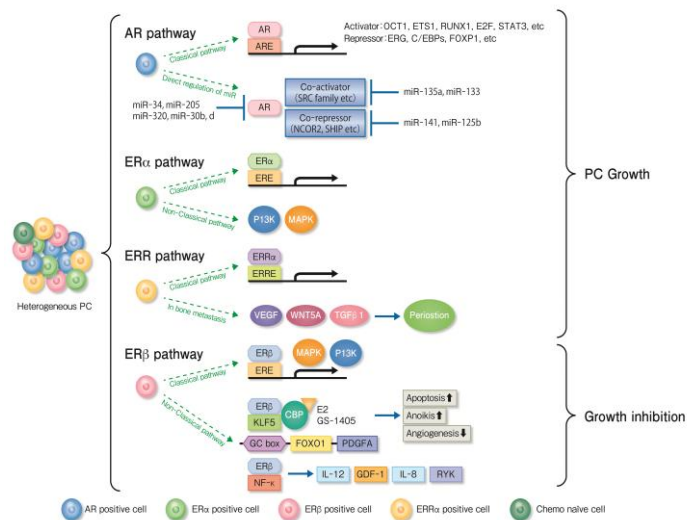 AR pathway
Classical pathway
AR
ARE
Activator:OCT1, ETS1, RUNX1, E2F, STAT3, etc
Repressor:ERG, C/EBPs, FOXP1, etc
Direct regulation of miR
miR-34, miR-205
miR-320, miR-30b, d
AR
Co-activator
(SRC family etc)
miR-135a, miR-133
Co-repressor
(NCOR2, SHIP etc)
miR-141, miR-125b
PC Growth
ERα pathway
Classical pathway
ERα
ERE
Non-Classical pathway
P13K
MAPK
Heterogeneous PC
ERR pathway
Classical pathway
ERRα
ERRE
In bone metastasis
VEGF
WNT5A
TGFβ 1
Periostion
ERβ pathway
Classical pathway
ERβ
ERE
MAPK
P13K
Non-Classical pathway
ERβ
KLF5
CBP
E2
GS-1405
Apoptosis⬆
Anoikis⬆
Angiogenesis⬇
Growth inhibition
GC box
FOXO1
PDGFA
ERβ
NF-κ
IL-12
GDF-1
IL-8
RYK
AR positive cell
ERα positive cell
ERβ positive cell
ERRα positive cell
Chemo naive cell